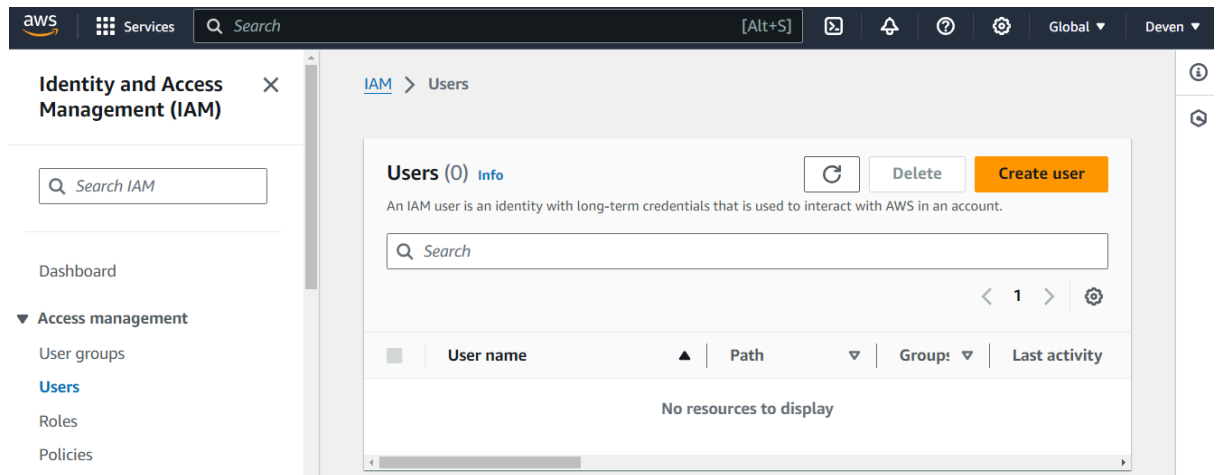 aws Services Search [Alt+S] Global Deven
Identity and Access
Management (IAM)
Search IAM
Dashboard
Access management
User groups
Users
Roles
Policies
IAM > Users
Users (0) Info
Delete
Create user
An IAM user is an identity with long-term credentials that is used to interact with AWS in an account.
Search
1
User name Path Groups Last activity
No resources to display